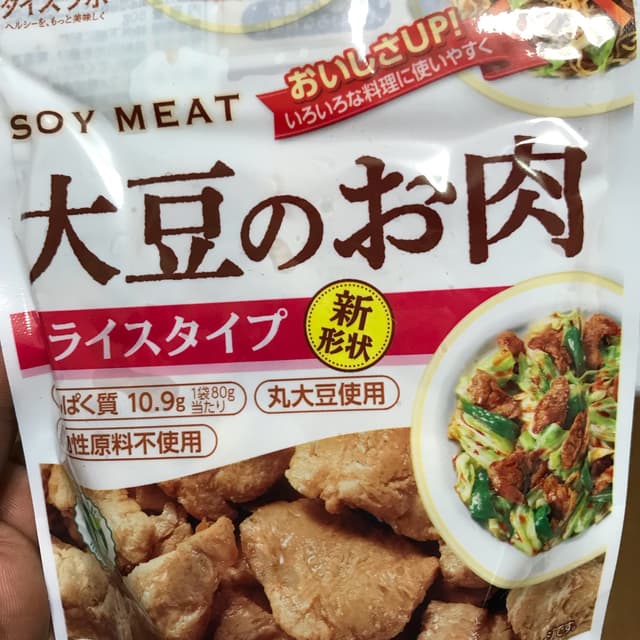 ダイズラボ
ヘルシーを、もっと美味しく
おいしさUP!
いろいろな料理に使いやすく
SOY MEAT
大豆のお肉
ライスタイプ
新
形状
ぱく質 10.9g 1袋80g
当たり
丸大豆使用
性原料不使用
です。